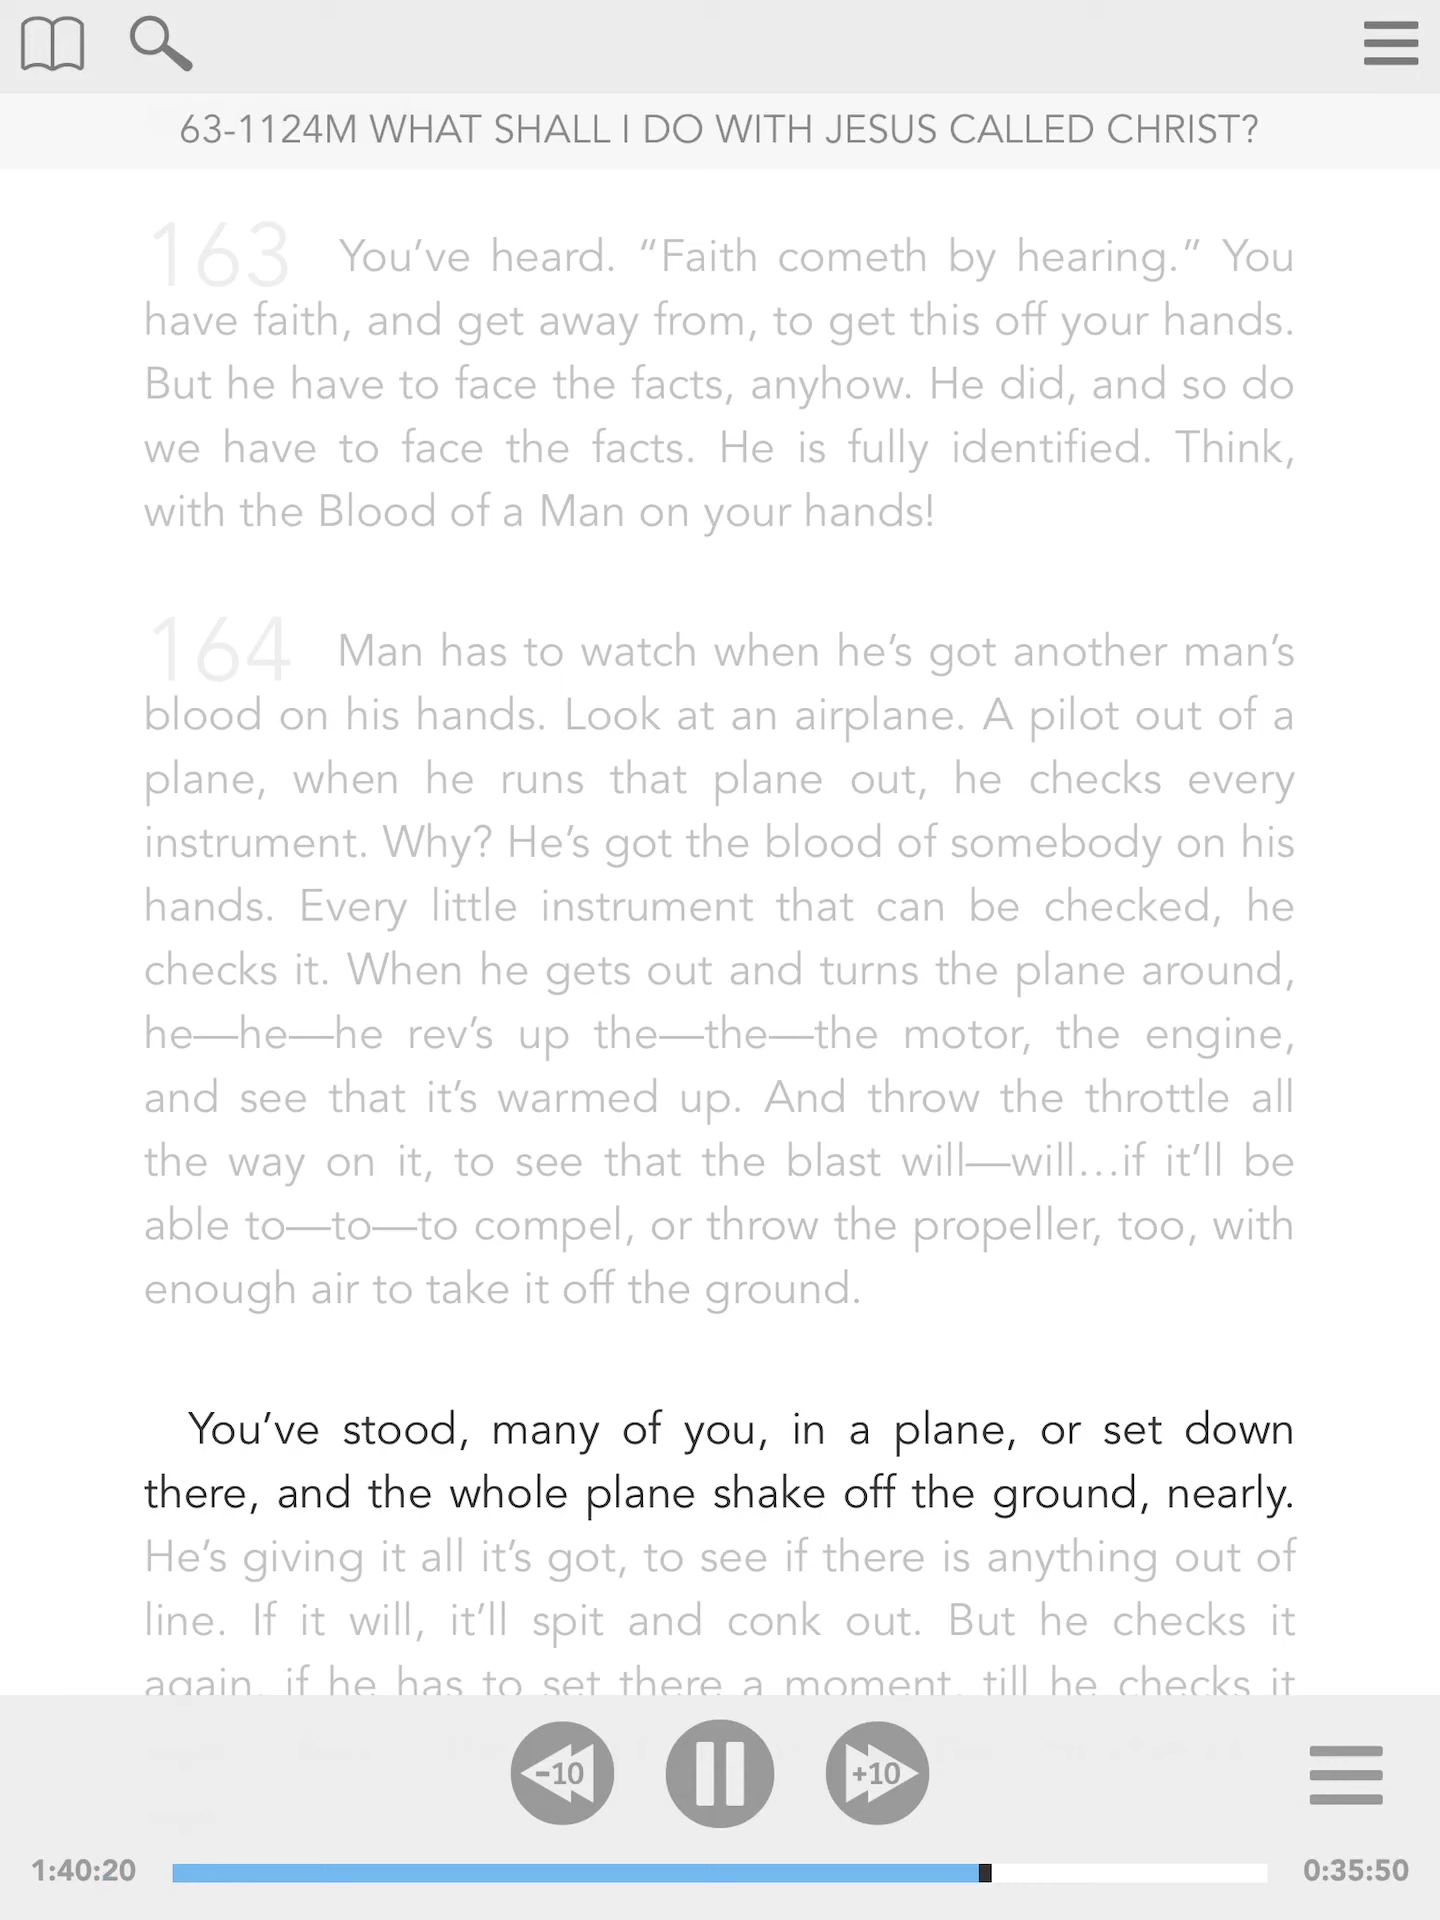 63-1124M WHAT SHALL I DO WITH JESUS CALLED CHRIST?
163 You’ve heard. “Faith cometh by hearing.” You
have faith, and get away from, to get this off your hands.
But he have to face the facts, anyhow. He did, and so do
we have to face the facts. He is fully identified. Think,
with the Blood of a Man on your hands!
164 Man has to watch when he’s got another man’s
blood on his hands. Look at an airplane. A pilot out of a
plane, when he runs that plane out, he checks every
instrument. Why? He’s got the blood of somebody on his
hands. Every little instrument that can be checked, he
checks it. When he gets out and turns the plane around,
he—he—he rev’s up the—the—the motor, the engine,
and see that it’s warmed up. And throw the throttle all
the way on it, to see that the blast will—will…if it’ll be
able to—to—to compel, or throw the propeller, too, with
enough air to take it off the ground.
You’ve stood, many of you, in a plane, or set down
there, and the whole plane shake off the ground, nearly.
He’s giving it all it’s got, to see if there is anything out of
line. If it will, it’ll spit and conk out. But he checks it
again, if he has to set there a moment, till he checks it
-10 +10
1:40:20 0:35:50